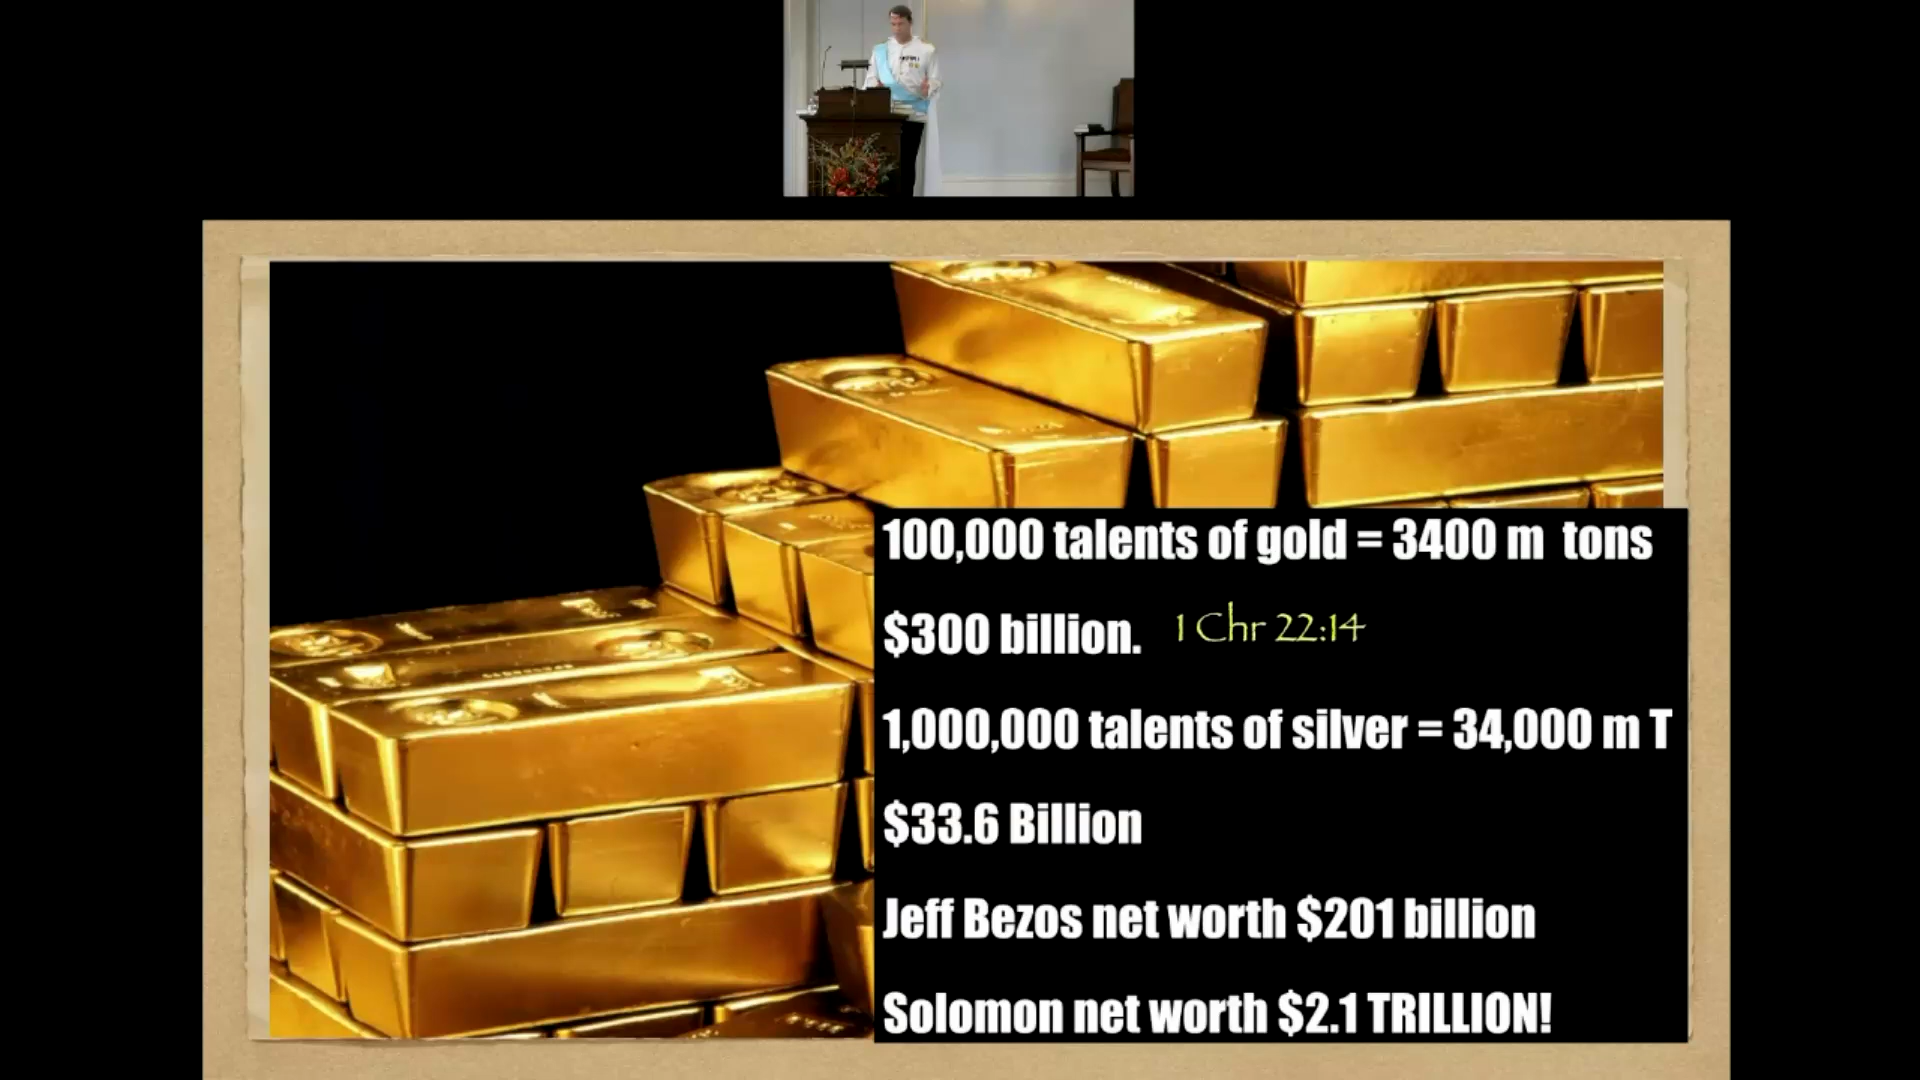 100,000 talents of gold = 3400 m tons
$300 billion. 1 Chr 22:14
1,000,000 talents of silver = 34,000 m T
$33.6 Billion
Jeff Bezos net worth $201 billion
Solomon net worth $2.1 TRILLION!